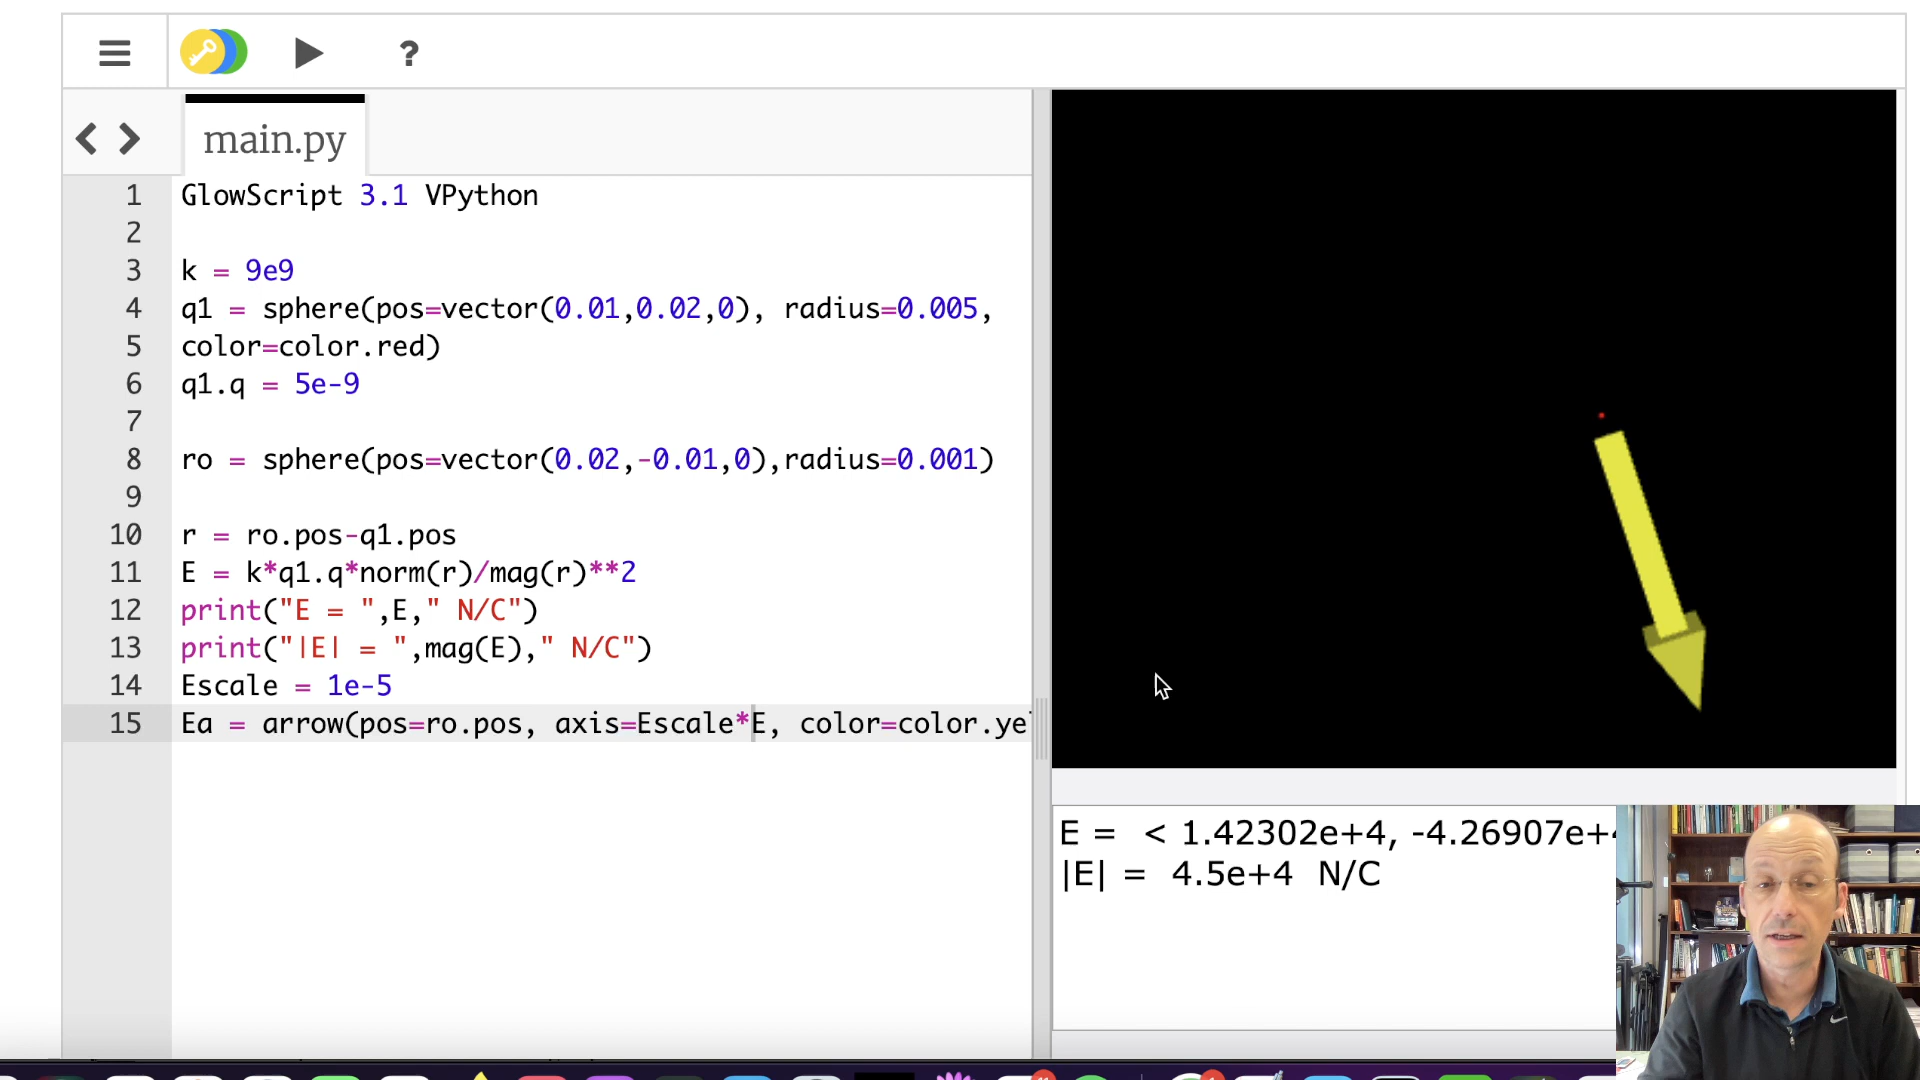 ?
main.py
1 GlowScript 3.1 VPython
2
3 k = 9e9
4 q1 = sphere(pos=vector(0.01,0.02,0), radius=0.005,
5 color=color.red)
6 q1.q = 5e-9
7
8 ro = sphere(pos=vector(0.02,-0.01,0),radius=0.001)
9
10 r = ro.pos-q1.pos
11 E = k*q1.q*norm(r)/mag(r)**2
12 print("E = ",E," N/C")
13 print("|E| = ",mag(E)," N/C")
14 Escale = 1e-5
15 Ea = arrow(pos=ro.pos, axis=Escale*E, color=color.ye
E = < 1.42302e+4, -4.26907e+
|E| = 4.5e+4 N/C